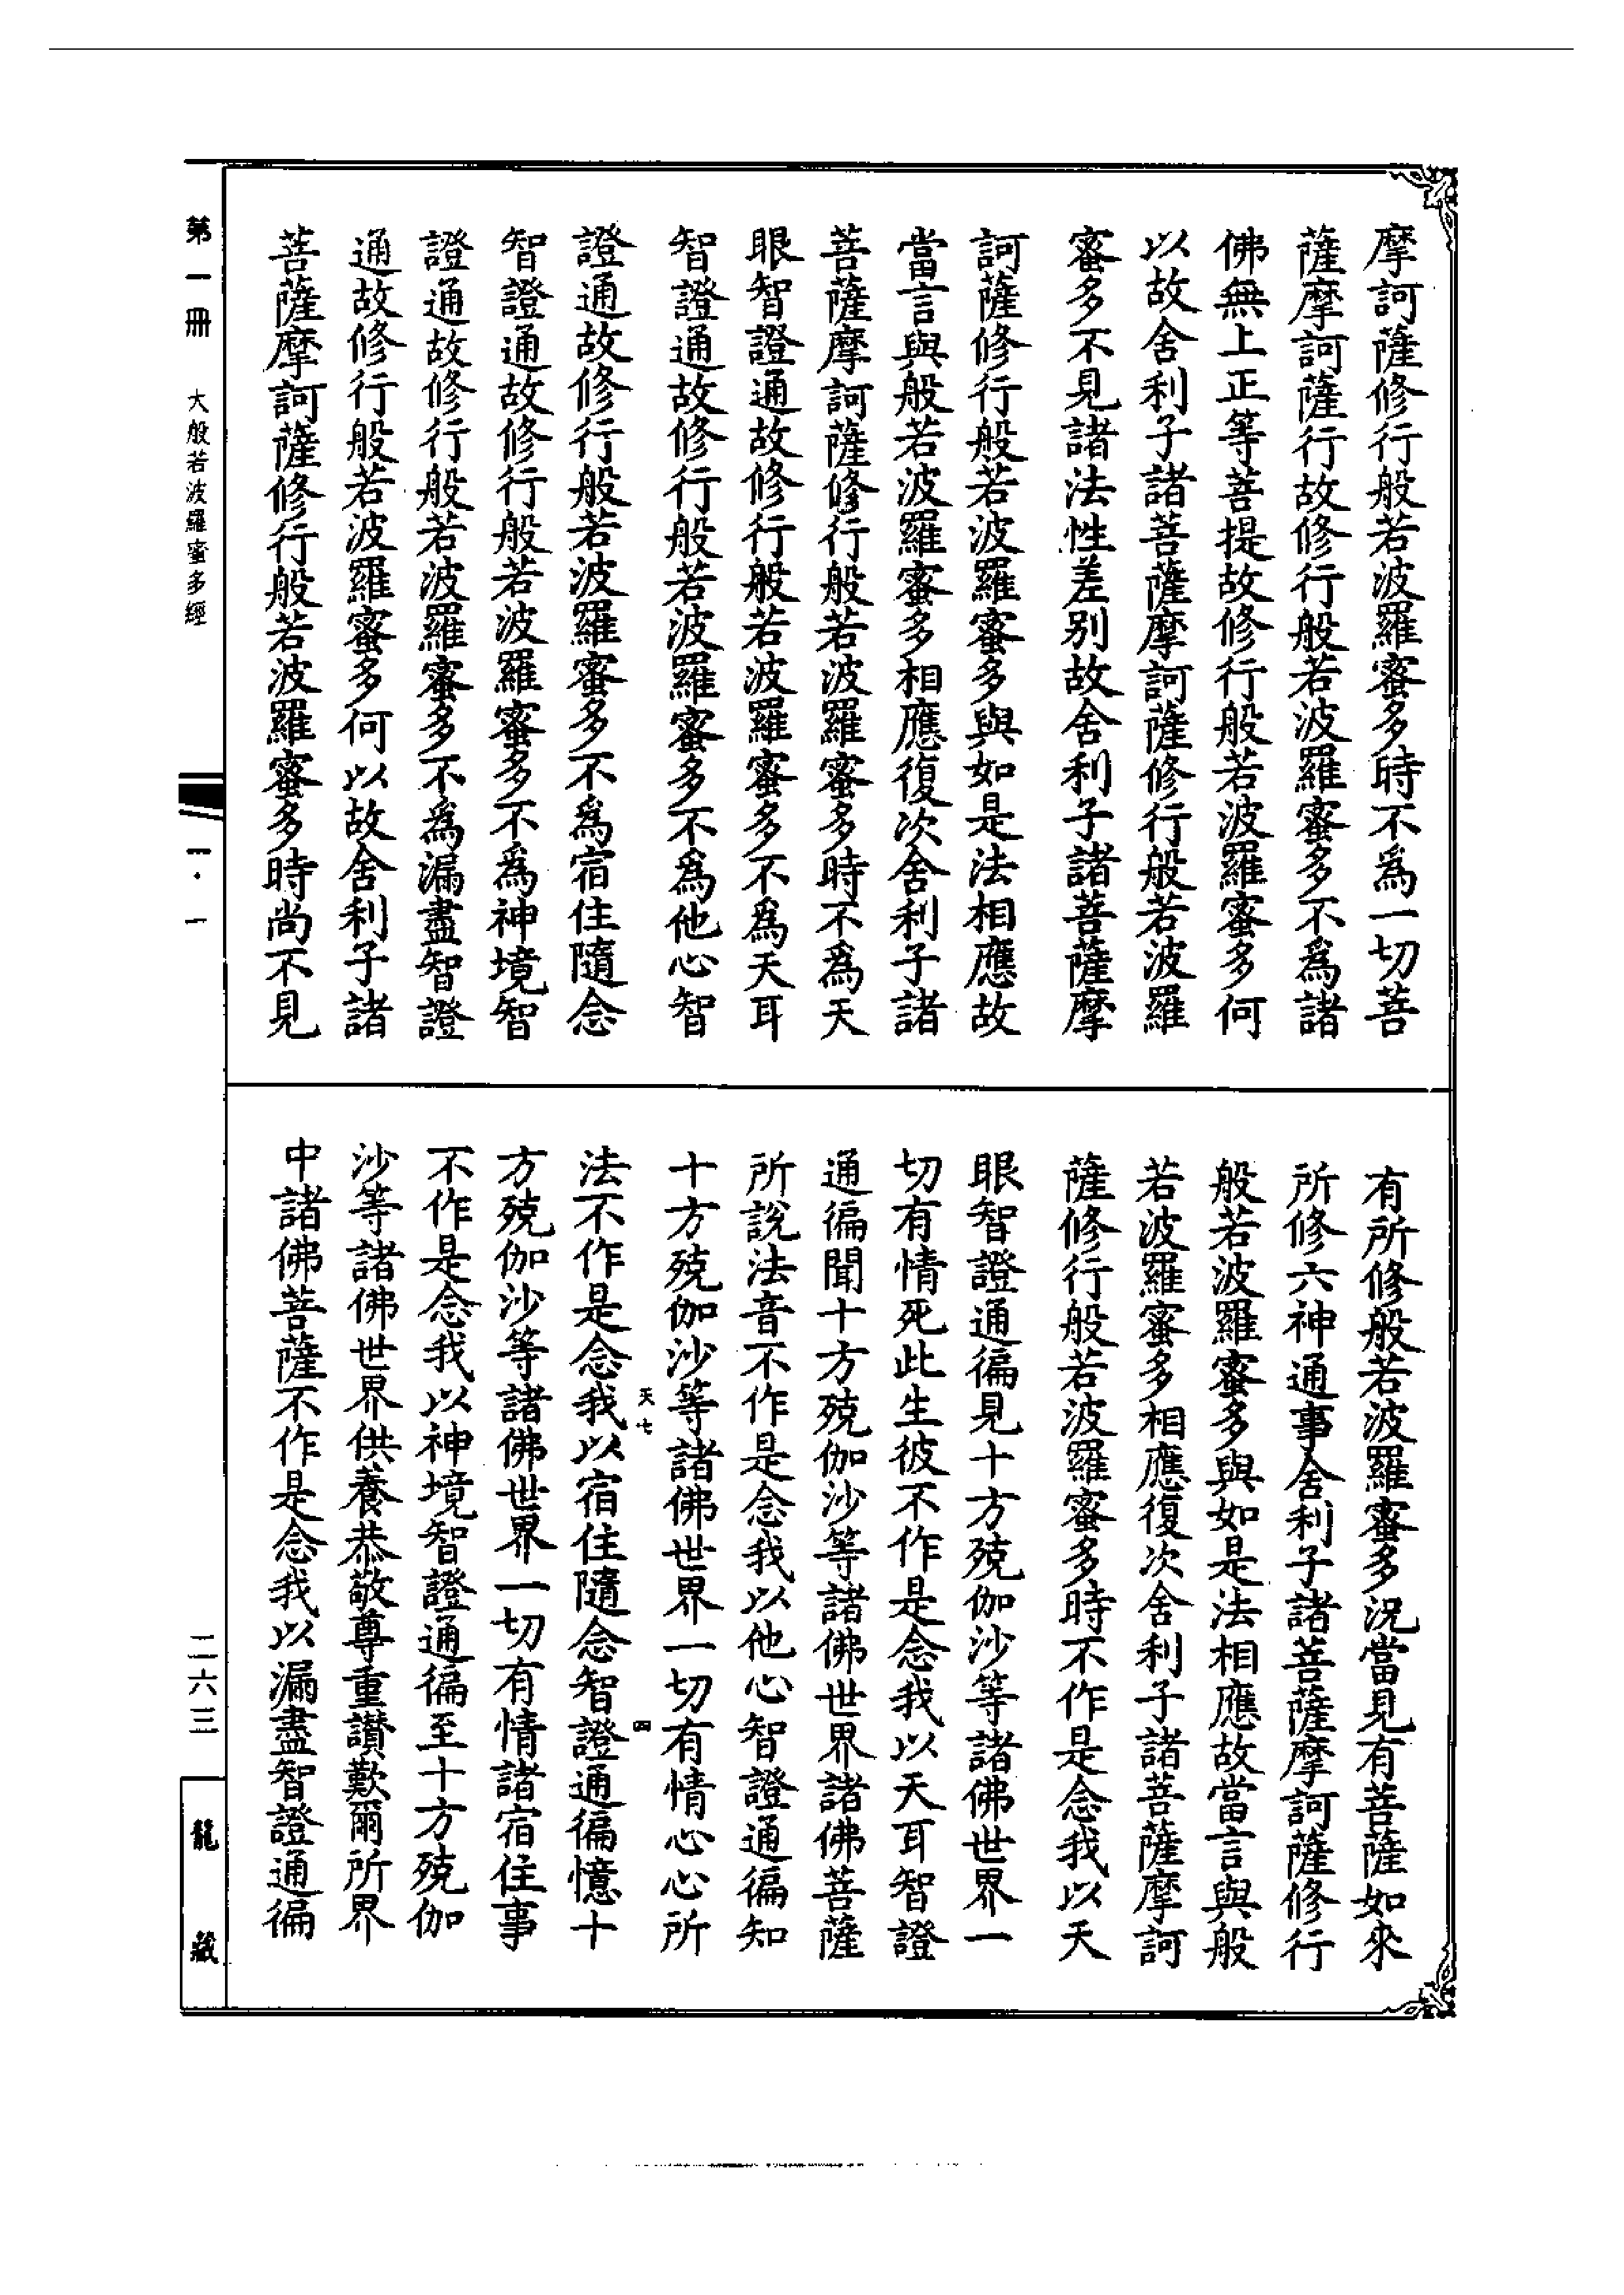 摩訶薩修行般若波羅蜜多時不為一切菩
薩摩訶薩行故修行般若波羅蜜多不為諸
佛無上正等菩提故修行般若波羅蜜多何
以故舍利子諸菩薩摩訶薩修行般若波羅
蜜多不見諸法性差別故舍利子諸菩薩摩
訶薩修行般若波羅蜜多與如是法相應故
當言與般若波羅蜜多相應復次舍利子諸
菩薩摩訶薩修行般若波羅蜜多時不為天
眼智證通故修行般若波羅蜜多不為天耳
智證通故修行般若波羅蜜多不為他心智
證通故修行般若波羅蜜多不為宿住隨念
智證通故修行般若波羅蜜多不為神境智
證通故修行般若波羅蜜多不為漏盡智證
通故修行般若波羅蜜多何以故舍利子諸
菩薩摩訶薩修行般若波羅蜜多時尚不見
有所修般若波羅蜜多況當見有菩薩如來
所修六神通事舍利子諸菩薩摩訶薩修行
般若波羅蜜多與如是法相應故當言與般
若波羅蜜多相應復次舍利子諸菩薩摩訶
薩修行般若波羅蜜多時不作是念我以天
眼智證通徧見十方殑伽沙等諸佛世界一
切有情死此生彼不作是念我以天耳智證
通徧聞十方殑伽沙等諸佛世界諸佛菩薩
所說法音不作是念我以他心智證通徧知
十方殑伽沙等諸佛世界一切有情心心所
天七 四
法不作是念我以宿住隨念智證通徧憶十
方殑伽沙等諸佛世界一切有情諸宿住事
不作是念我以神境智證通徧至十方殑伽
沙等諸佛世界供養恭敬尊重讚歎爾所界
中諸佛菩薩不作是念我以漏盡智證通徧
第一冊 大般若波羅蜜多經
一·一
二六三
龍藏